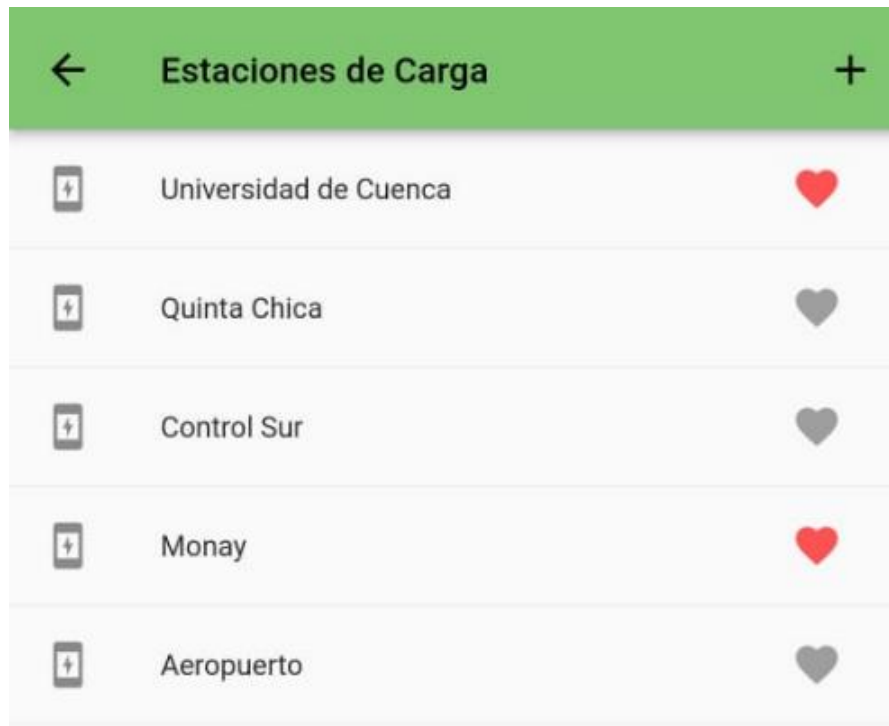 Estaciones de Carga
Universidad de Cuenca
Quinta Chica
Control Sur
Monay
Aeropuerto